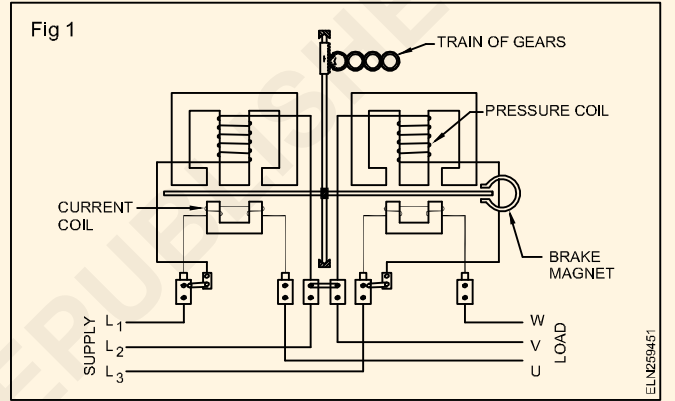 Fig 1
TRAIN OF GEARS
PRESSURE COIL
CURRENT
COIL
BRAKE
MAGNET
SUPPLY
L1
L2
L3
W
V
U
LOAD
ELN259451